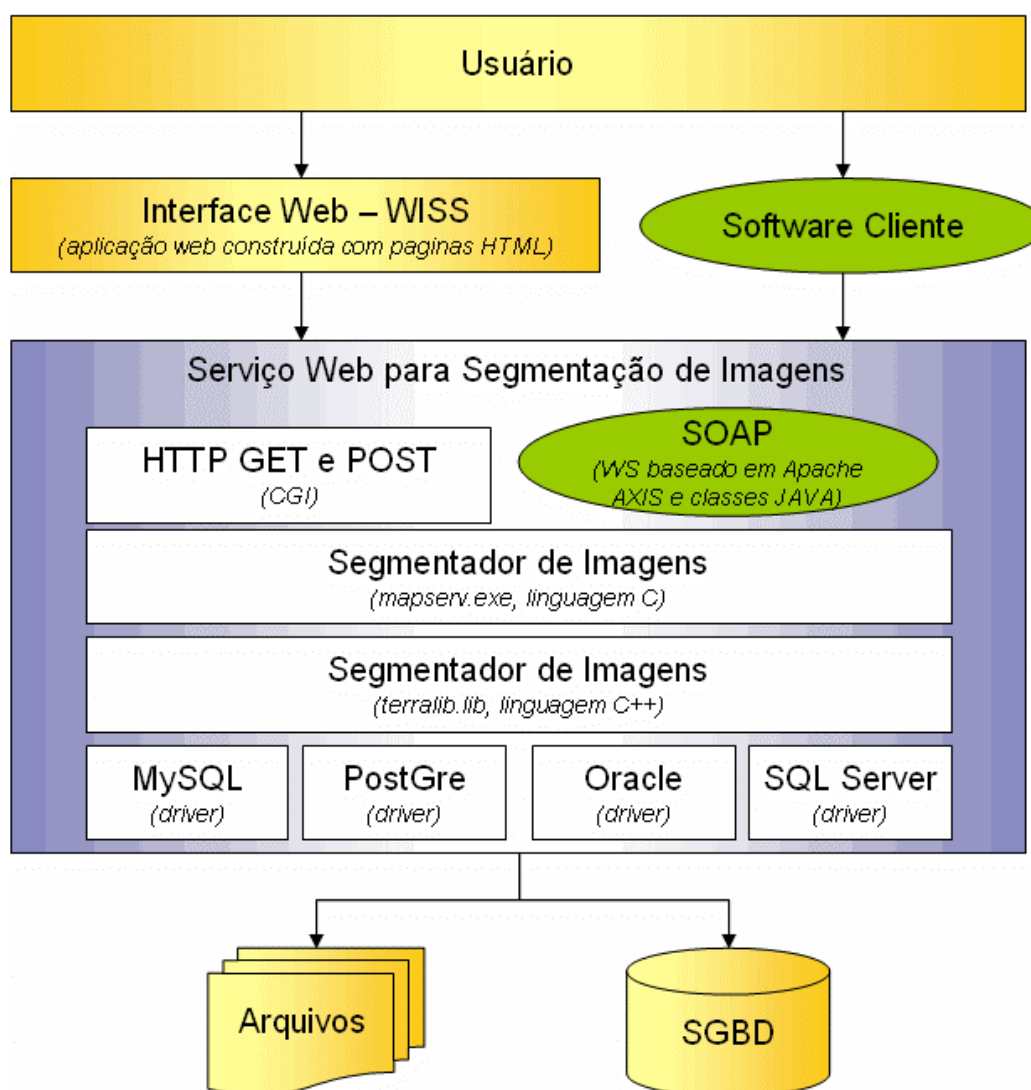 Usuário
Interface Web – WISS
(aplicação web construída com paginas HTML)
Software Cliente
Serviço Web para Segmentação de Imagens
HTTP GET e POST
(CGI)
SOAP
(WS baseado em Apache
AXIS e classes JAVA)
Segmentador de Imagens
(mapserv.exe, linguagem C)
Segmentador de Imagens
(terralib.lib, linguagem C++)
MySQL
(driver)
PostGre
(driver)
Oracle
(driver)
SQL Server
(driver)
Arquivos
SGBD